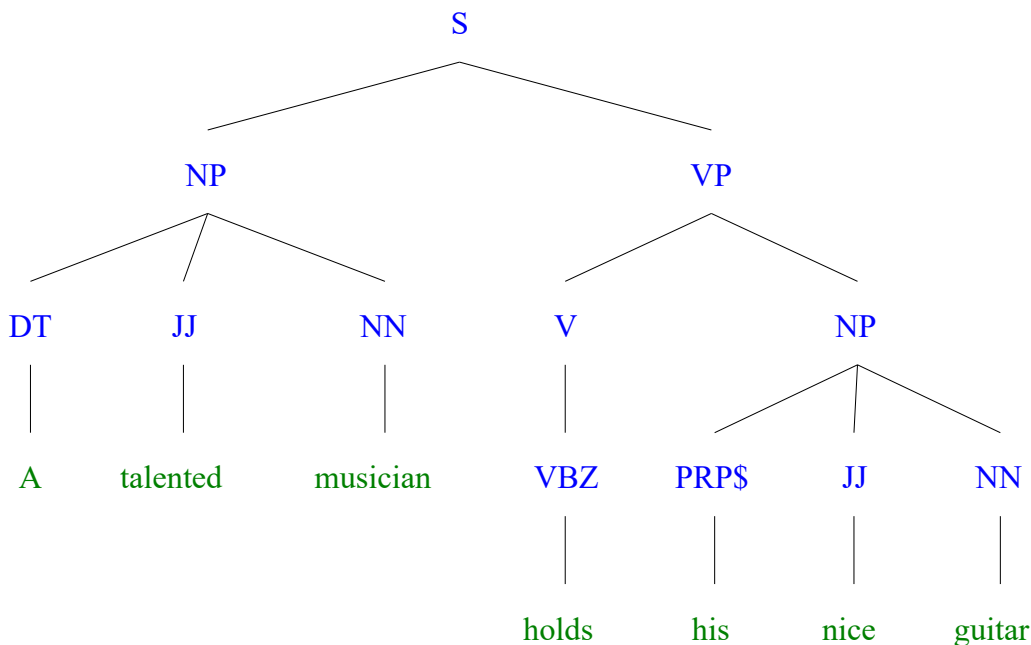 S
NP VP
DT JJ NN V NP
A talented musician VBZ PRP$ JJ NN
holds his nice guitar